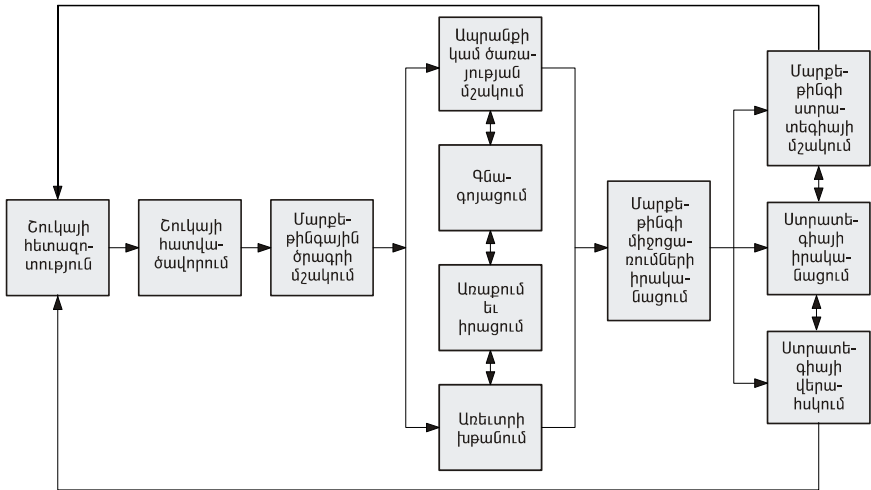 Շուկայի
հետազո-
տություն
Շուկայի
հատվա-
ծավորում
Մարքե-
թինգային
ծրագրի
մշակում
Ապրանքի
կամ ծառա-
յության
մշակում
Գնա-
գոյացում
Առաքում
եւ
իրացում
Առեւտրի
խթանում
Մարքե-
թինգի
միջոցա-
ռումների
իրակա-
նացում
Մարքե-
թինգի
ստրա-
տեգիայի
մշակում
Ստրատե-
գիայի
իրակա-
նացում
Ստրատե-
գիայի
վերա-
հսկում